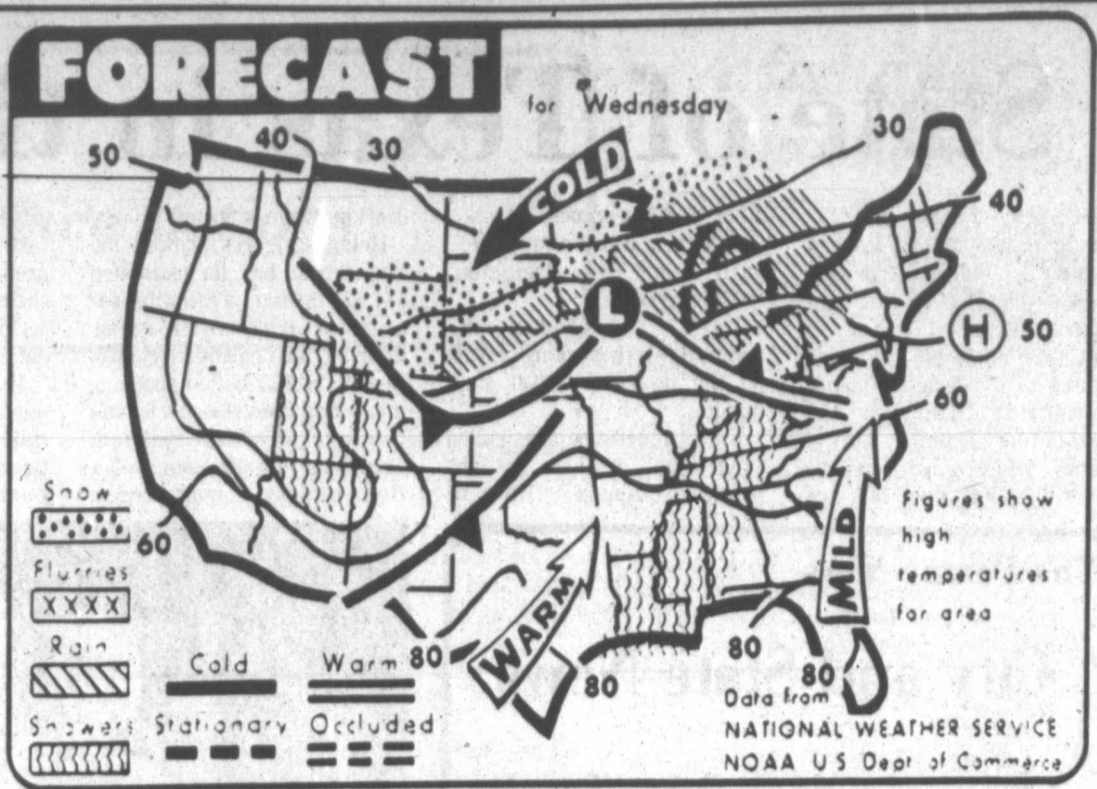 FORECAST
for Wednesday
50
40
30
COLD
30
40
L
H
50
60
Snow
60
Flurries
Rain
Showers
Cold
Warm
Stationary
Occluded
80
WARM
80
80
80
MILD
Figures show
high
temperatures
for area
Data from
NATIONAL WEATHER SERVICE
NOAA U S Dept of Commerce